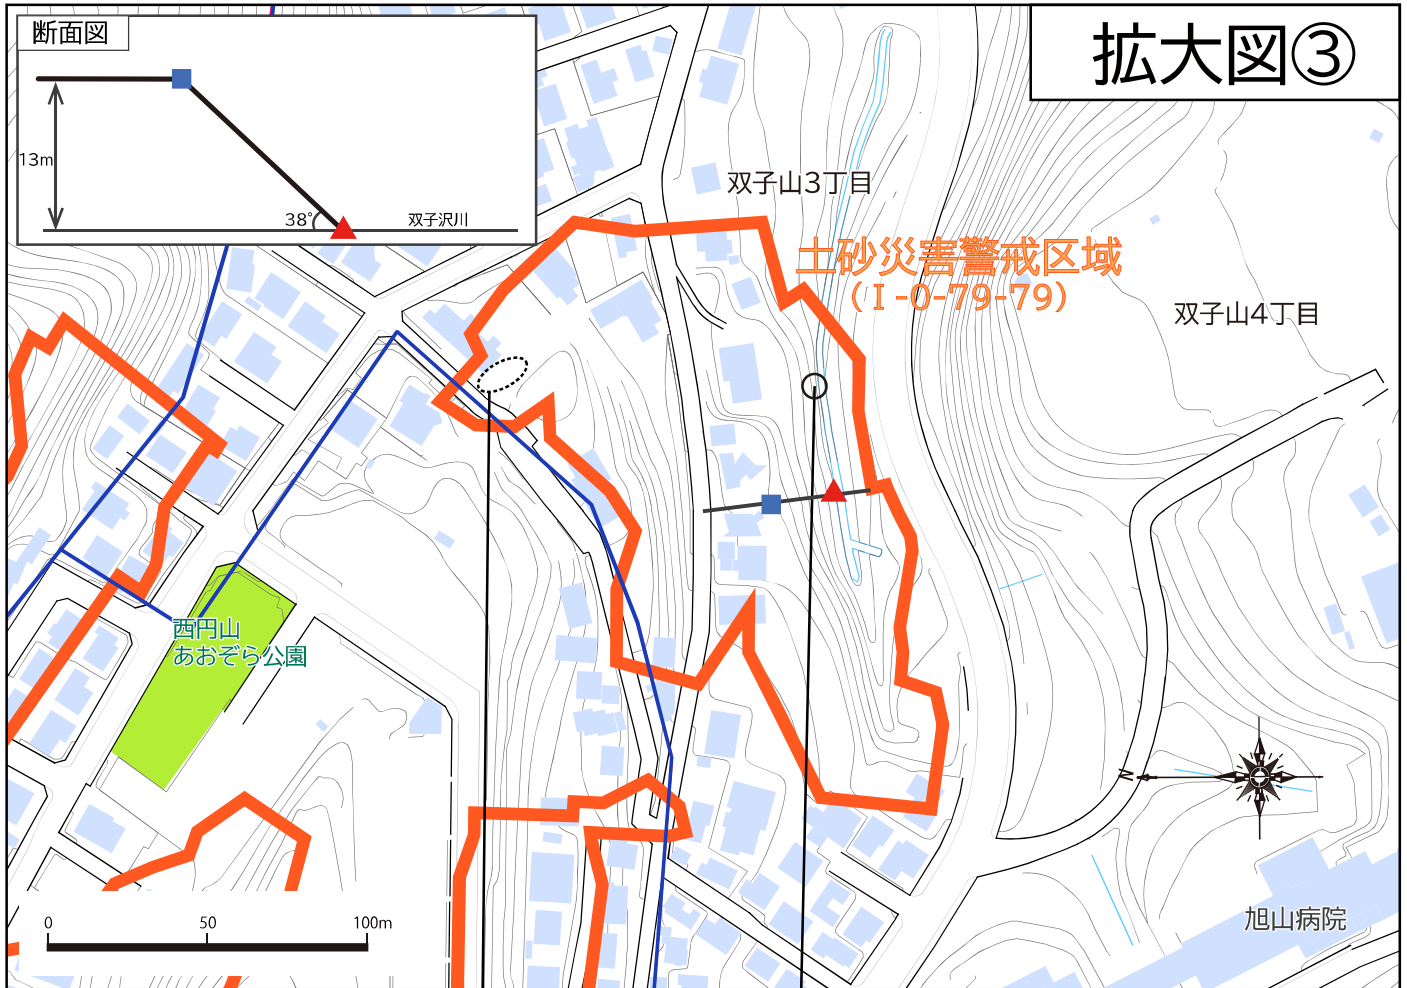 断面図
拡大図③
13m
38°
双子沢川
双子山3丁目
土砂災害警戒区域
（Ⅰ-0-79-79）
双子山4丁目
西円山
あおぞら公園
N
旭山病院
0 50 100m